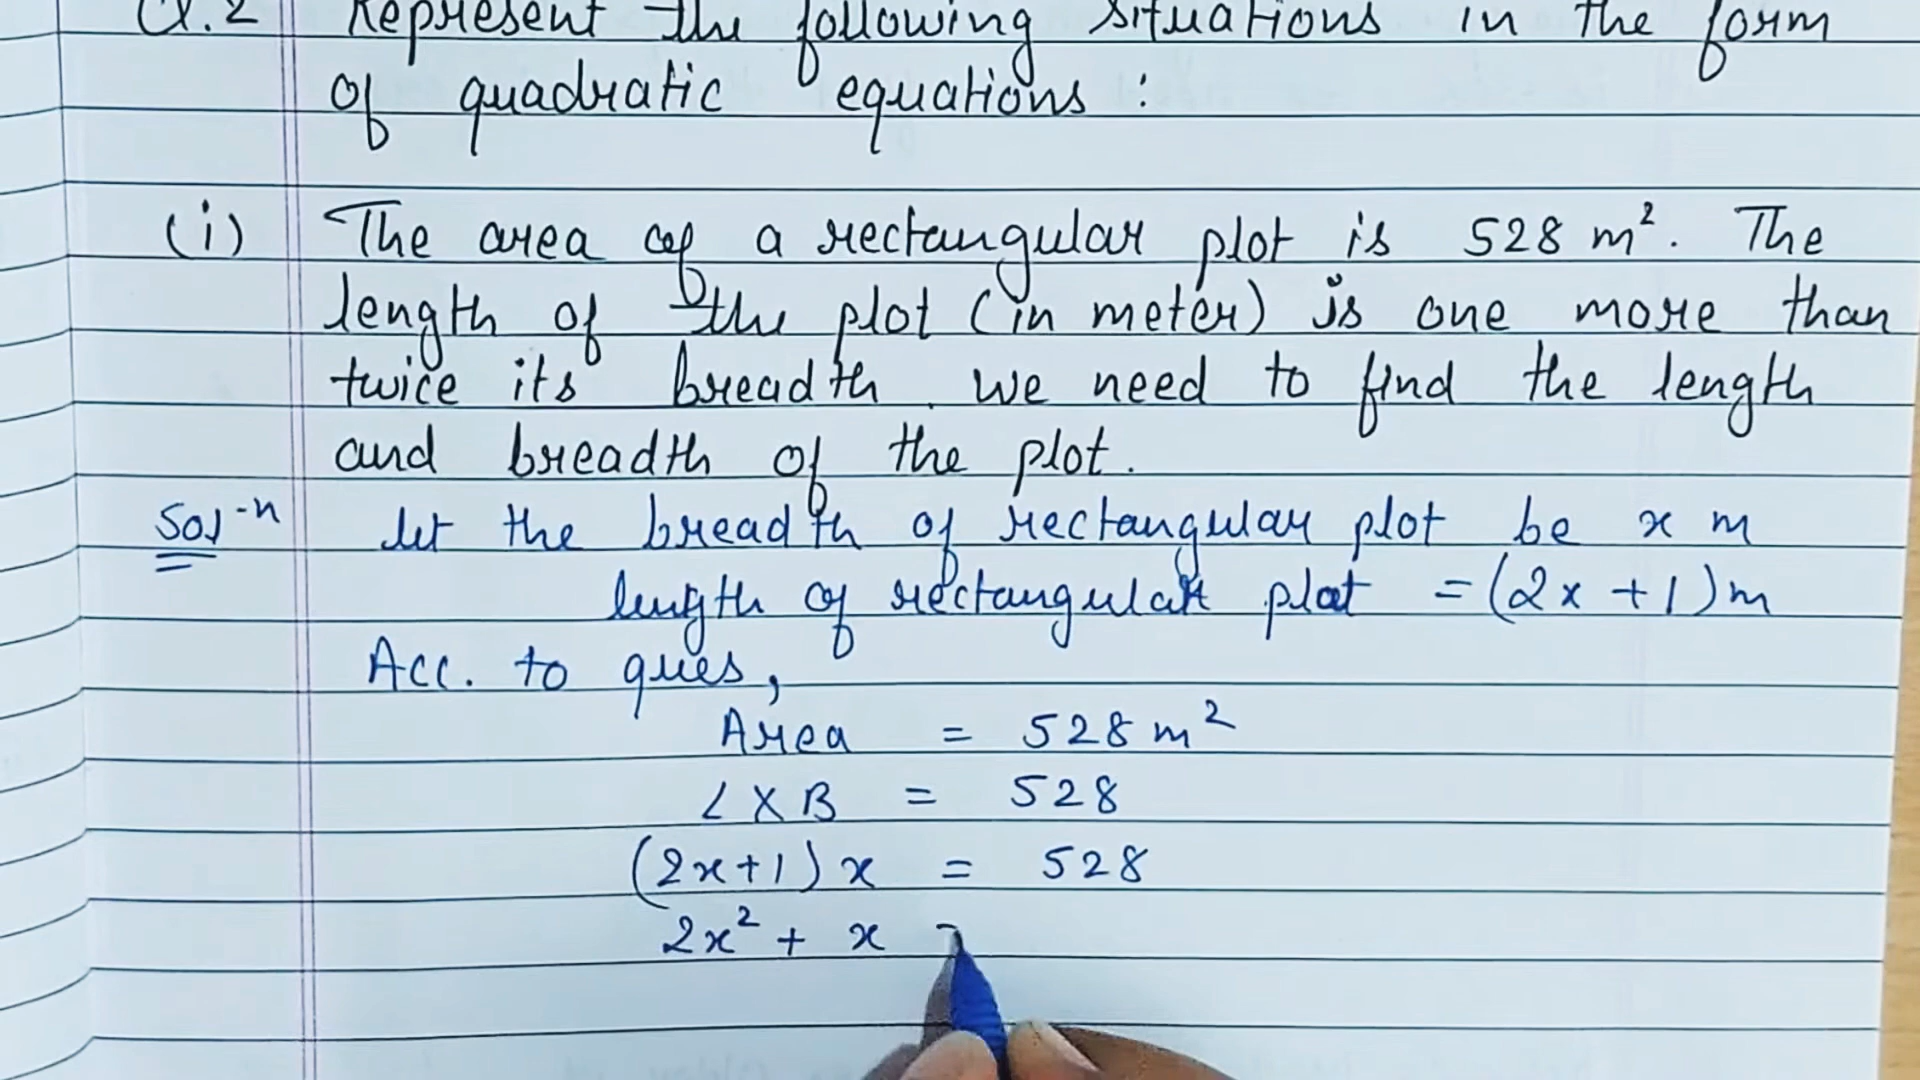 Q.2 Represent the following situations in the form
of quadratic equations :
(i) The area of a rectangular plot is 528 m². The
length of the plot (in meter) is one more than
twice its breadth. We need to find the length
and breadth of the plot.
Sol-n let the breadth of rectangular plot be x m
length of rectangular plot = (2x + 1) m
Acc. to ques,
Area = 528 m²
L X B = 528
(2x+1) x = 528
2x² + x